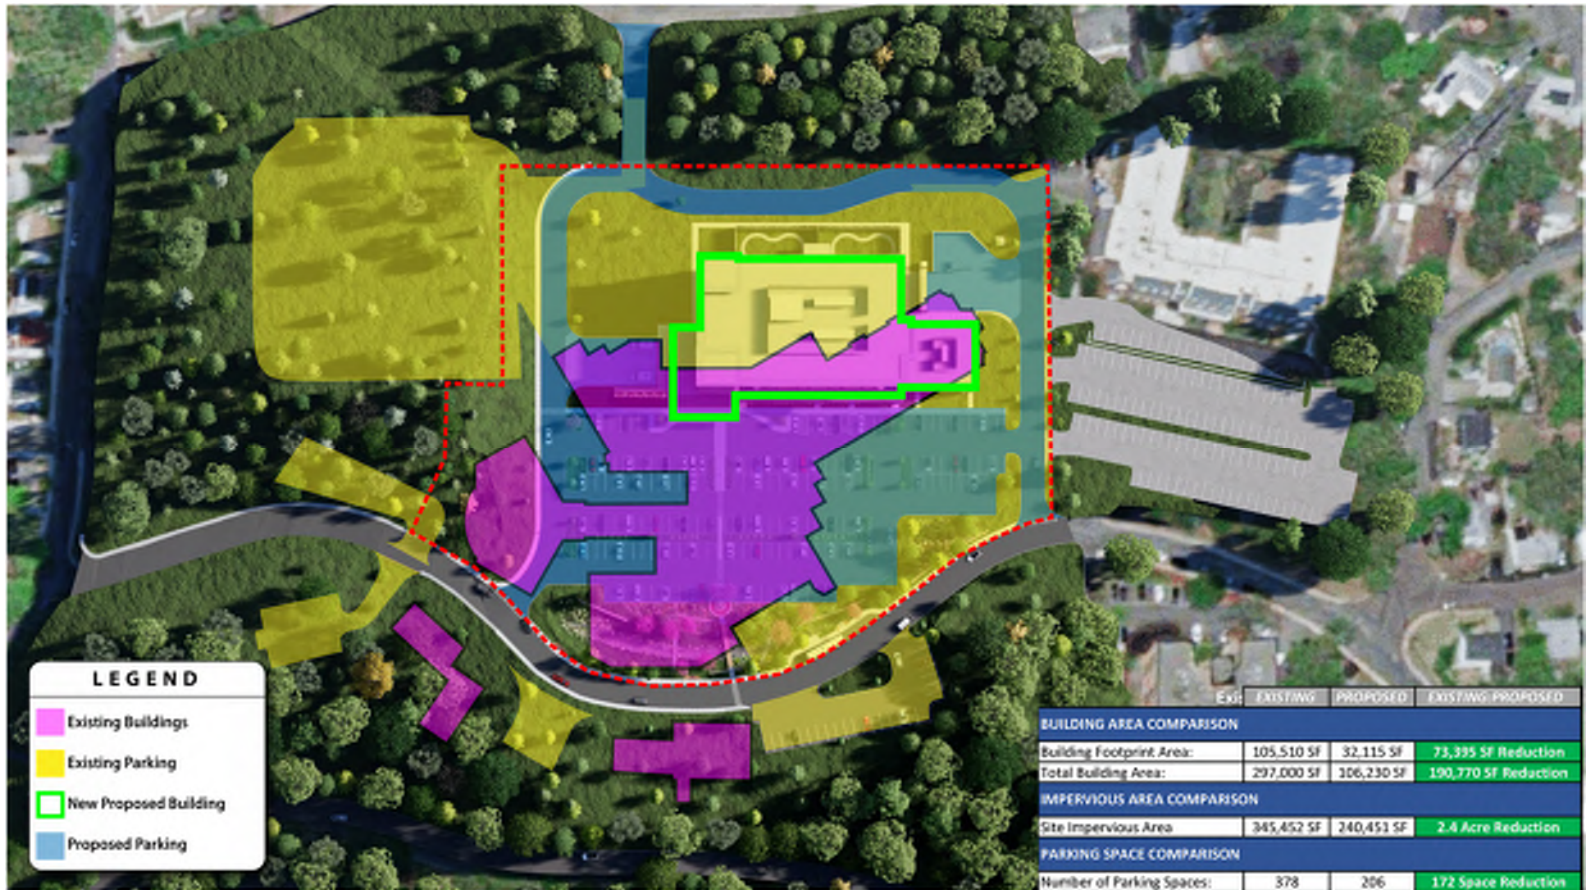 LEGEND
Existing Buildings
Existing Parking
New Proposed Building
Proposed Parking
Exi EXISTING PROPOSED EXISTING:PROPOSED
BUILDING AREA COMPARISON
Building Footprint Area: 105,510 SF 32,115 SF 73,395 SF Reduction
Total Building Area: 297,000 SF 106,230 SF 190,770 SF Reduction
IMPERVIOUS AREA COMPARISON
Site Impervious Area 345,452 SF 240,451 SF 2.4 Acre Reduction
PARKING SPACE COMPARISON
Number of Parking Spaces: 378 206 172 Space Reduction